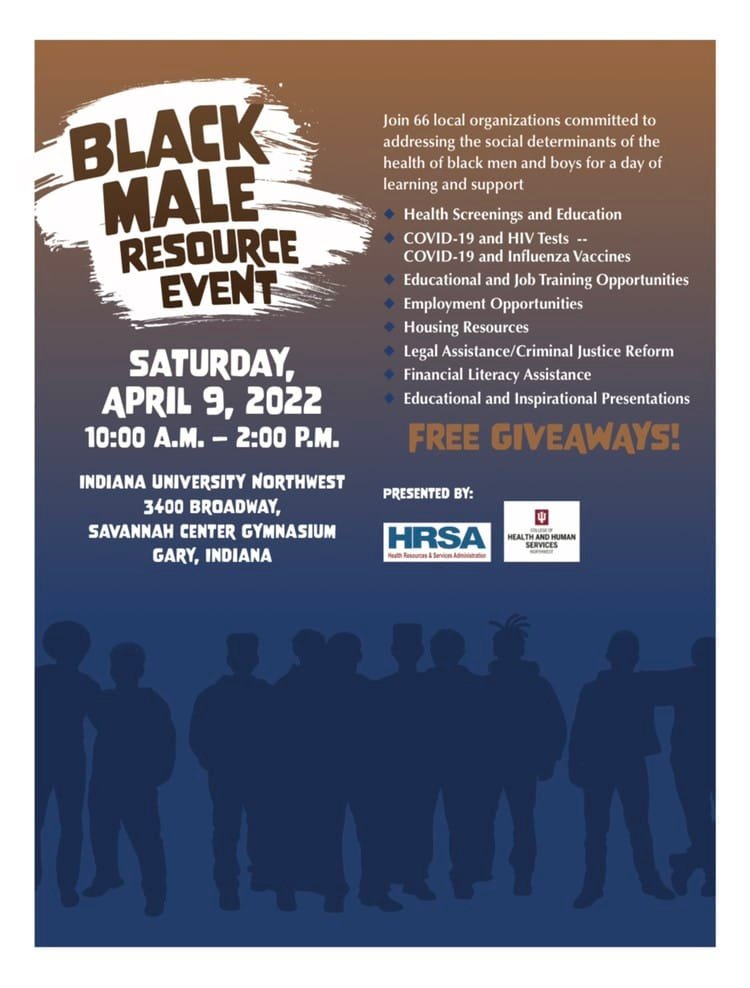 BLACK
MALE
RESOURCE
EVENT
SATURDAY,
APRIL 9, 2022
10:00 A.M. – 2:00 P.M.
INDIANA UNIVERSITY NORTHWEST
3400 BROADWAY,
SAVANNAH CENTER GYMNASIUM
GARY, INDIANA
Join 66 local organizations committed to
addressing the social determinants of the
health of black men and boys for a day of
learning and support
Health Screenings and Education
COVID-19 and HIV Tests --
COVID-19 and Influenza Vaccines
Educational and Job Training Opportunities
Employment Opportunities
Housing Resources
Legal Assistance/Criminal Justice Reform
Financial Literacy Assistance
Educational and Inspirational Presentations
FREE GIVEAWAYS!
PRESENTED BY:
HRSA
Health Resources & Services Administration
COLLEGE OF
HEALTH AND HUMAN
SERVICES
NORTHWEST